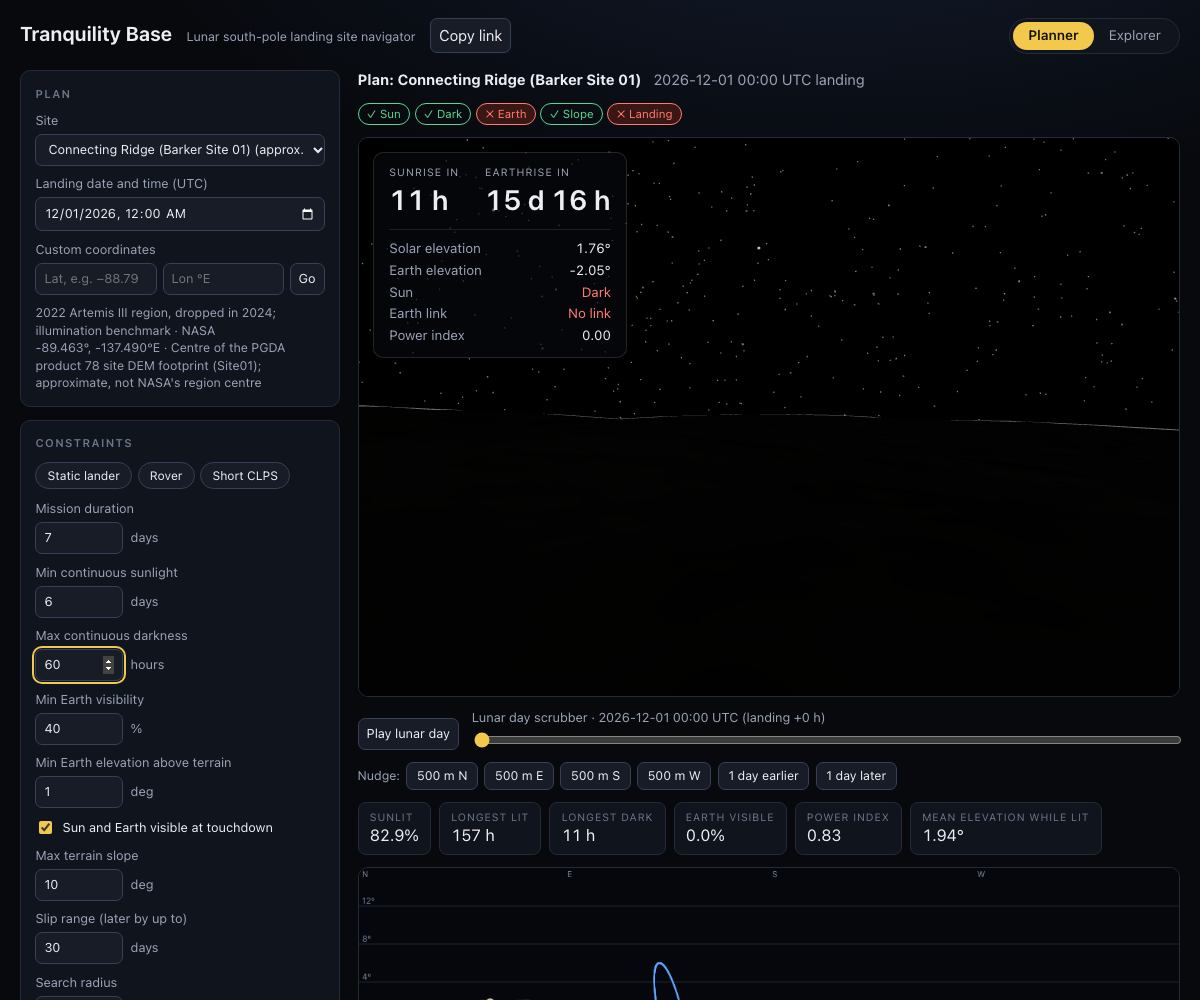 Tranquility Base Lunar south-pole landing site navigator Copy link Planner Explorer
PLAN
Site
Connecting Ridge (Barker Site 01) (approx.
Landing date and time (UTC)
12/01/2026, 12:00 AM
Custom coordinates
Lat, e.g. −88.79 Lon °E Go
2022 Artemis III region, dropped in 2024;
illumination benchmark · NASA
-89.463°, -137.490°E · Centre of the PGDA
product 78 site DEM footprint (Site01);
approximate, not NASA's region centre
CONSTRAINTS
Static lander Rover Short CLPS
Mission duration
7 days
Min continuous sunlight
6 days
Max continuous darkness
60 hours
Min Earth visibility
40 %
Min Earth elevation above terrain
1 deg
Sun and Earth visible at touchdown
Max terrain slope
10 deg
Slip range (later by up to)
30 days
Search radius
Plan: Connecting Ridge (Barker Site 01) 2026-12-01 00:00 UTC landing
✓ Sun ✓ Dark ✕ Earth ✓ Slope ✕ Landing
SUNRISE IN EARTHRISE IN
11 h 15 d 16 h
Solar elevation 1.76°
Earth elevation -2.05°
Sun Dark
Earth link No link
Power index 0.00
Play lunar day
Lunar day scrubber · 2026-12-01 00:00 UTC (landing +0 h)
Nudge: 500 m N 500 m E 500 m S 500 m W 1 day earlier 1 day later
SUNLIT LONGEST LIT LONGEST DARK EARTH VISIBLE POWER INDEX MEAN ELEVATION WHILE LIT
82.9% 157 h 11 h 0.0% 0.83 1.94°
N E S W
12°
8°
4°